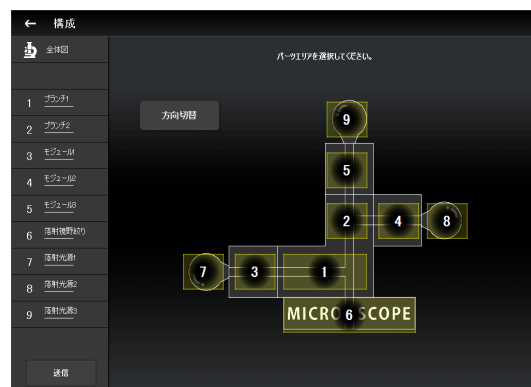 ← 構成
全体図
パーツエリアを選択してください。
1 ブランチ1
2 ブランチ2
3 モジュール1
4 モジュール2
5 モジュール3
6 落射視野絞り
7 落射光源1
8 落射光源2
9 落射光源3
送信
方向切替
9
5
2 4 8
7 3 1
MICRO6SCOPE